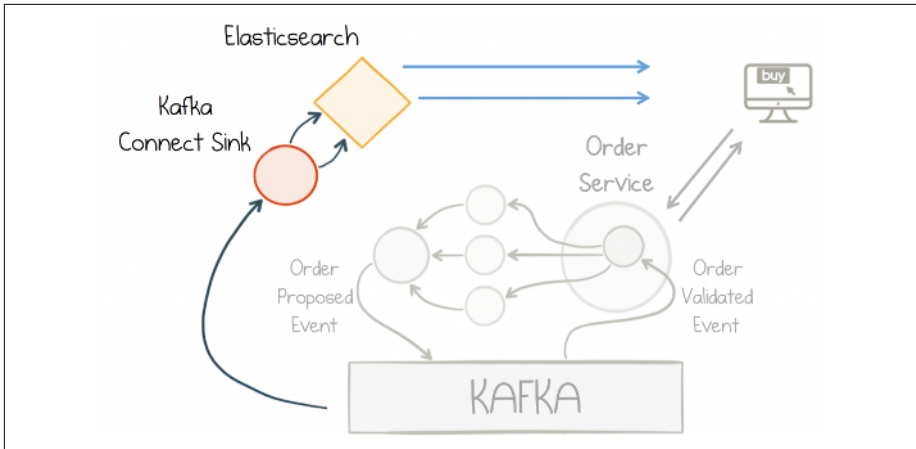 Elasticsearch
Kafka
Connect Sink
buy
Order
Service
Order
Proposed
Event
Order
Validated
Event
KAFKA